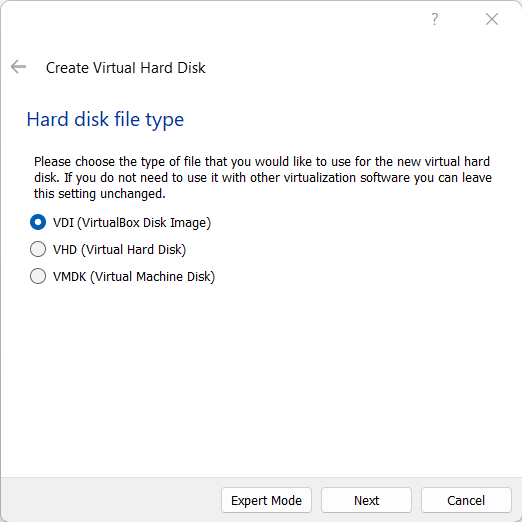 ?
Create Virtual Hard Disk
Hard disk file type
Please choose the type of file that you would like to use for the new virtual hard
disk. If you do not need to use it with other virtualization software you can leave
this setting unchanged.
VDI (VirtualBox Disk Image)
VHD (Virtual Hard Disk)
VMDK (Virtual Machine Disk)
Expert Mode Next Cancel